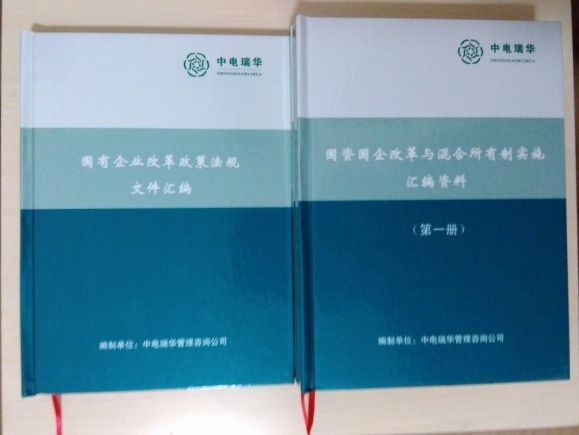 中电瑞华
国有企业改革政策法规
文件汇编
编制单位：中电瑞华管理咨询公司
中电瑞华
国资国企改革与混合所有制实施
汇编资料
（第一册）
编制单位：中电瑞华管理咨询公司